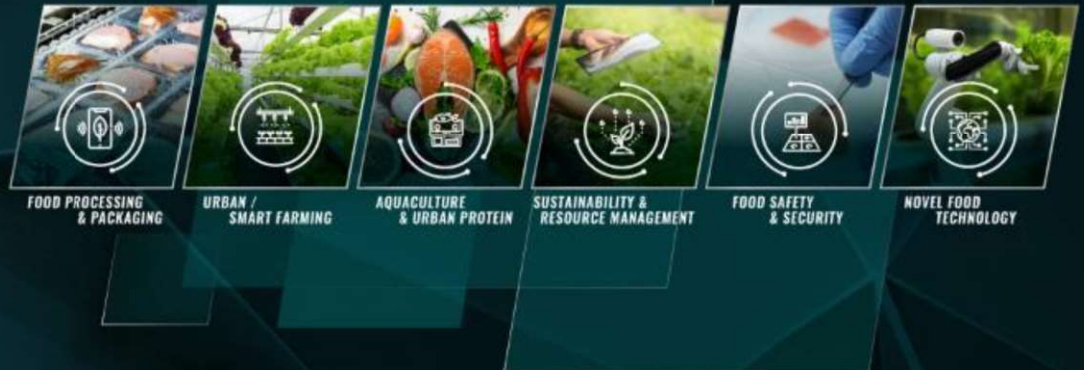 FOOD PROCESSING
& PACKAGING
URBAN /
SMART FARMING
AQUACULTURE
& URBAN PROTEIN
SUSTAINABILITY &
RESOURCE MANAGEMENT
FOOD SAFETY
& SECURITY
NOVEL FOOD
TECHNOLOGY